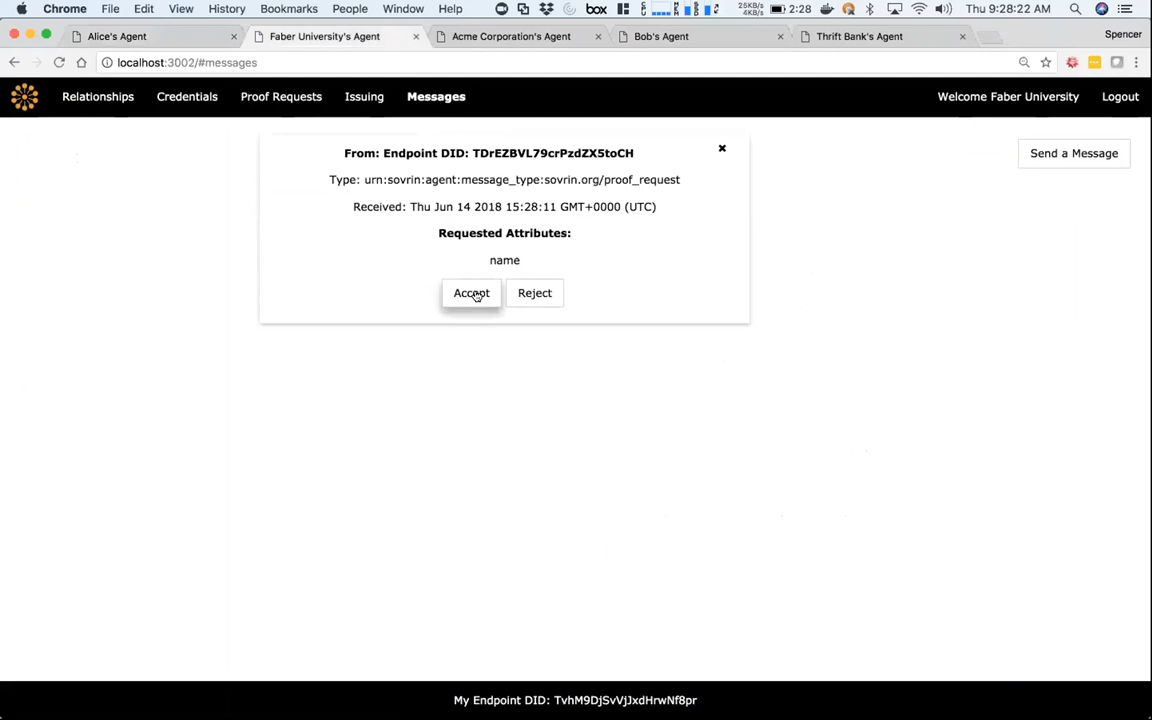 Chrome File Edit View History Bookmarks People Window Help box 25KB/s 4KB/s 2:28 Thu 9:28:22 AM
Alice's Agent Faber University's Agent Acme Corporation's Agent Bob's Agent Thrift Bank's Agent Spencer
localhost:3002/#messages
Relationships Credentials Proof Requests Issuing Messages Welcome Faber University Logout
From: Endpoint DID: TDrEZBVL79crPzdZX5toCH
Send a Message
Type: urn:sovrin:agent:message_type:sovrin.org/proof_request
Received: Thu Jun 14 2018 15:28:11 GMT+0000 (UTC)
Requested Attributes:
name
Accept Reject
My Endpoint DID: TvhM9DjSvVjJxdHrwNf8pr